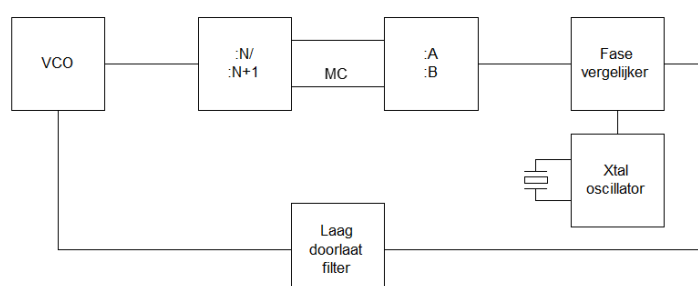 VCO
:N/
:N+1
MC
:A
:B
Fase
vergelijker
Xtal
oscillator
Laag
doorlaat
filter